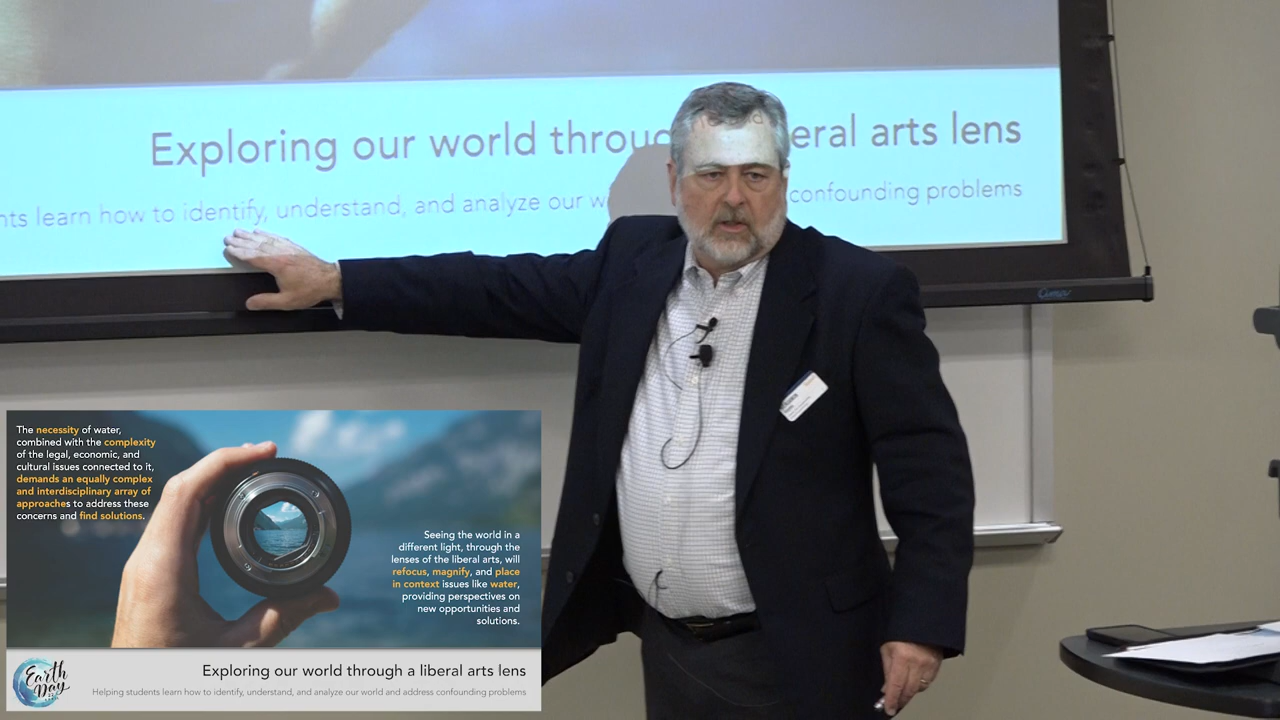 Exploring our world throu eral arts lens
nts learn how to identify, understand, and analyze our w confounding problems
The necessity of water,
combined with the complexity
of the legal, economic, and
cultural issues connected to it,
demands an equally complex
and interdisciplinary array of
approaches to address these
concerns and find solutions.
Seeing the world in a
different light, through the
lenses of the liberal arts, will
refocus, magnify, and place
in context issues like water,
providing perspectives on
new opportunities and
solutions.
Earth
Day
Exploring our world through a liberal arts lens
Helping students learn how to identify, understand, and analyze our world and address confounding problems